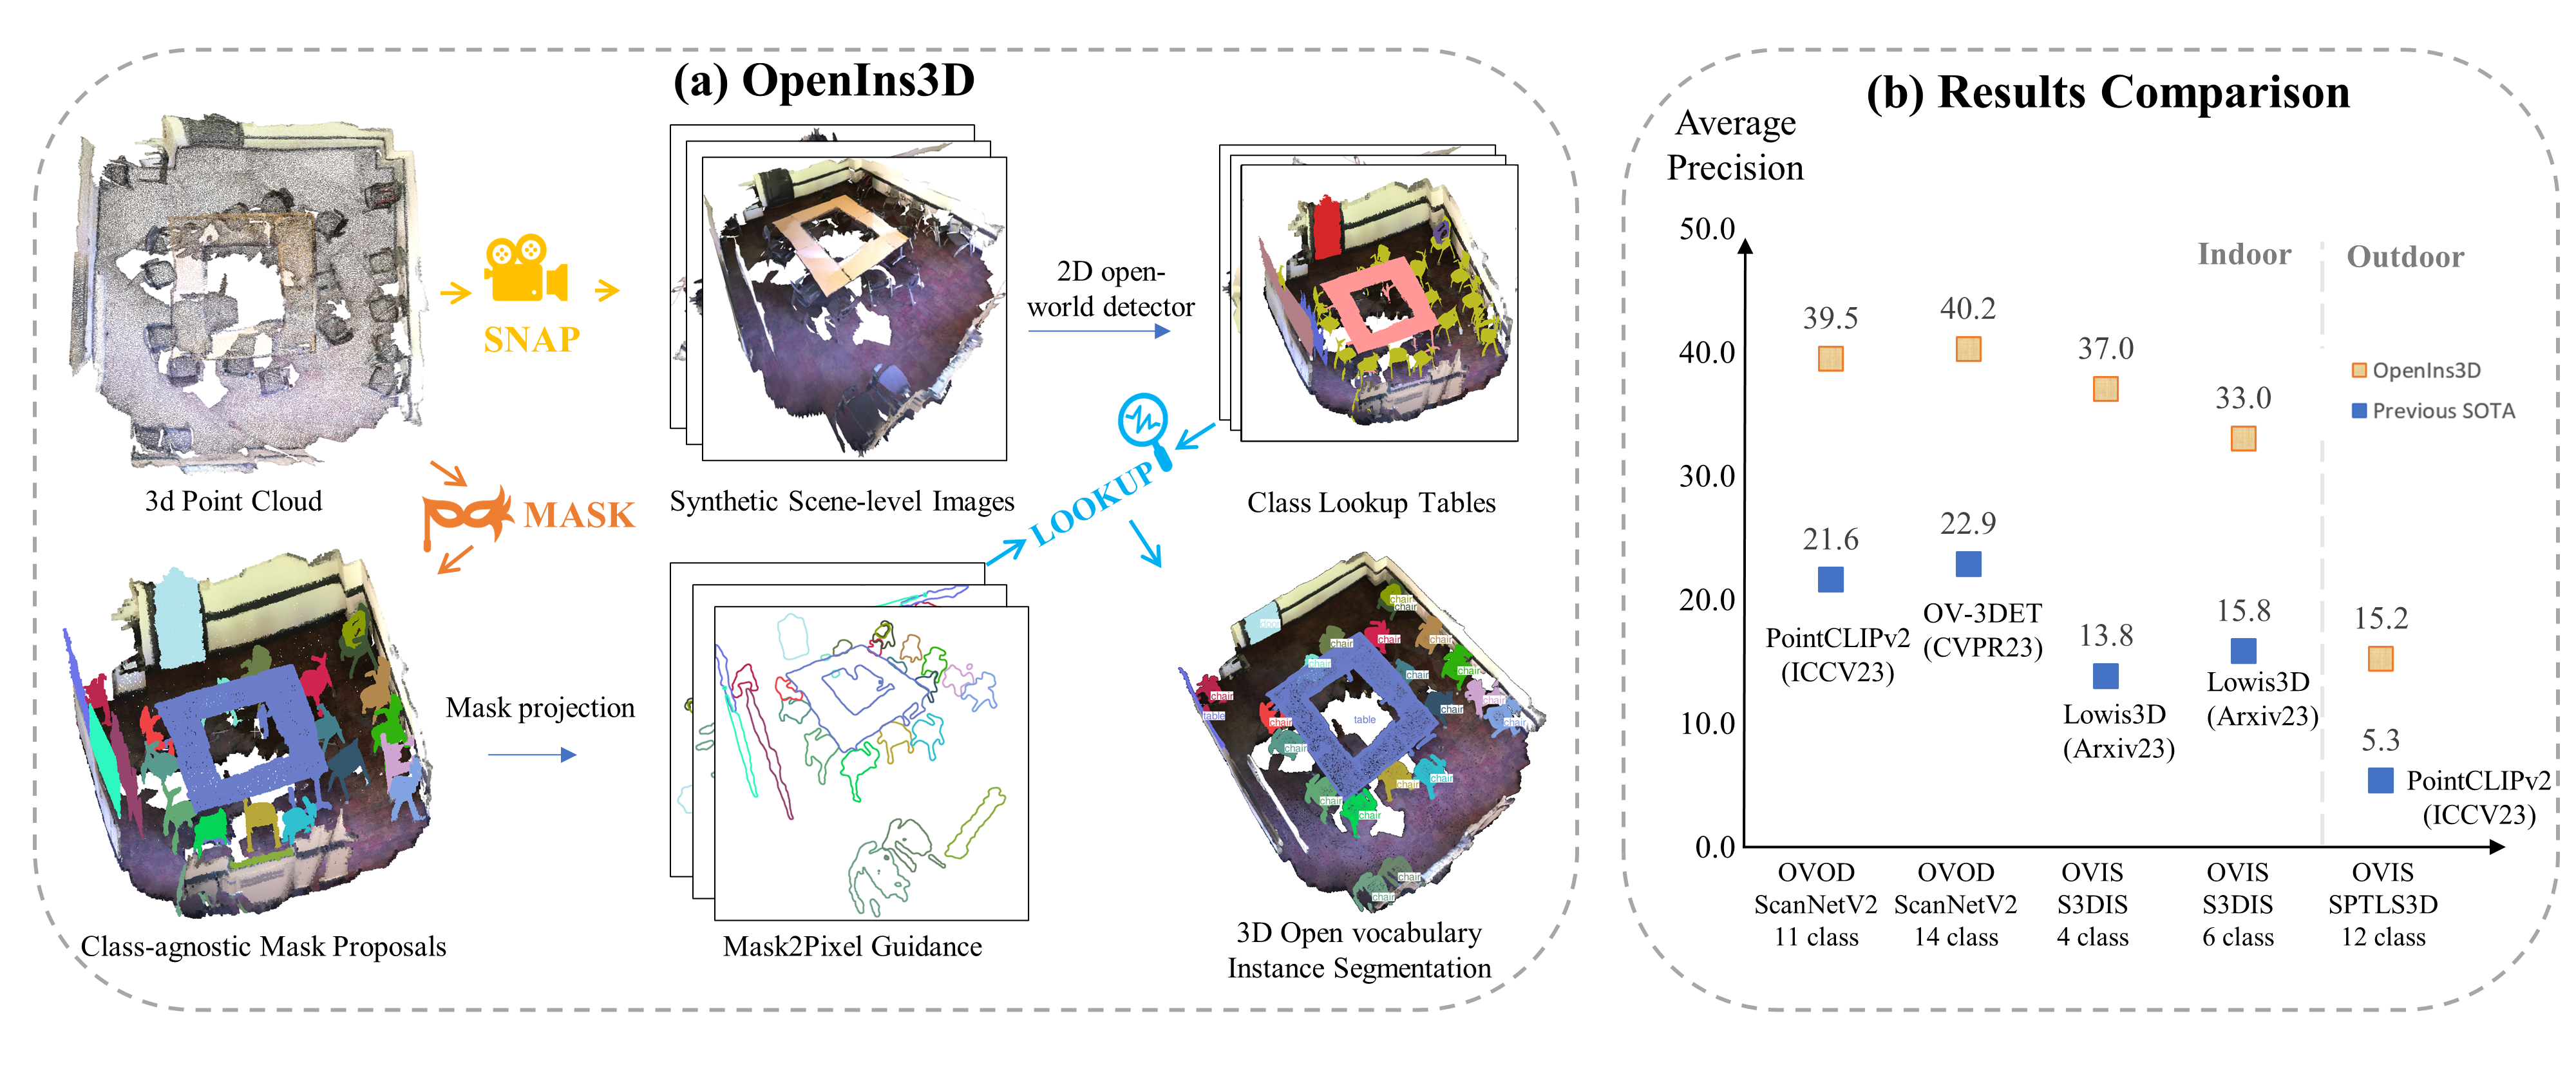 (a) OpenIns3D
SNAP
2D open-
world detector
3d Point Cloud
MASK
Synthetic Scene-level Images
LOOKUP
Class Lookup Tables
Mask projection
Class-agnostic Mask Proposals
Mask2Pixel Guidance
door
chair
chair
chair
chair
chair
chair
chair
chair
chair
table
chair
table
chair
chair
chair
chair
chair
chair
chair
chair
chair
chair
3D Open vocabulary
Instance Segmentation
(b) Results Comparison
Average
Precision
50.0
40.0
30.0
20.0
10.0
0.0
Indoor
Outdoor
OpenIns3D
Previous SOTA
39.5
40.2
37.0
33.0
15.2
21.6
22.9
13.8
15.8
5.3
PointCLIPv2
(ICCV23)
OV-3DET
(CVPR23)
Lowis3D
(Arxiv23)
Lowis3D
(Arxiv23)
PointCLIPv2
(ICCV23)
OVOD
ScanNetV2
11 class
OVOD
ScanNetV2
14 class
OVIS
S3DIS
4 class
OVIS
S3DIS
6 class
OVIS
SPTLS3D
12 class